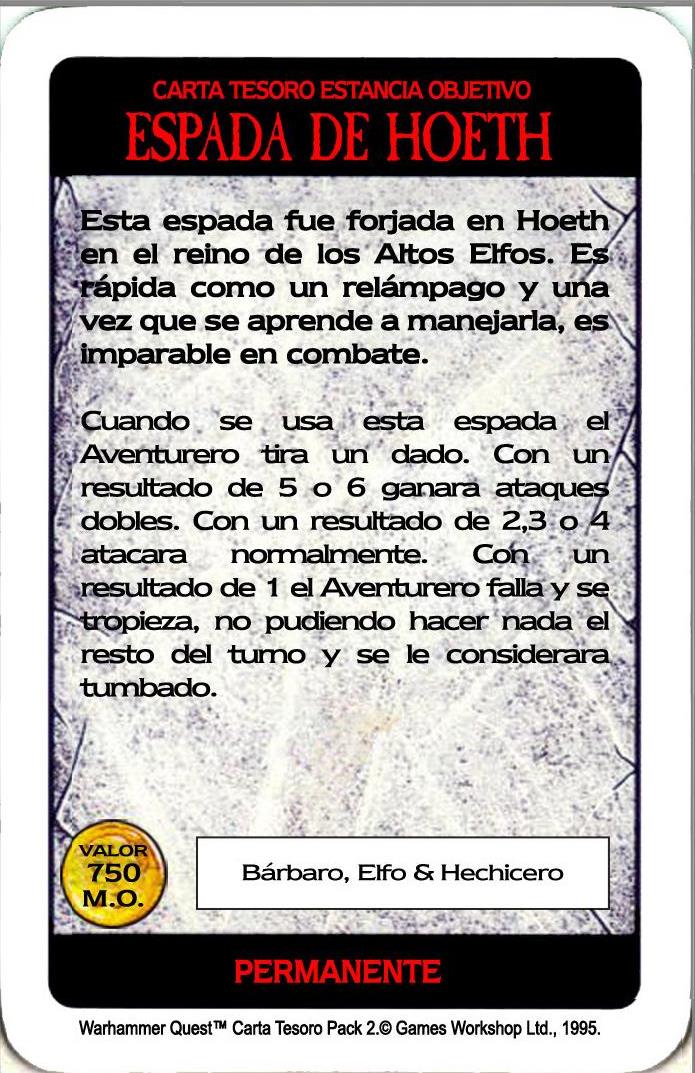 CARTA TESORO ESTANCIA OBJETIVO
ESPADA DE HOETH
Esta espada fue forjada en Hoeth
en el reino de los Altos Elfos. Es
rápida como un relámpago y una
vez que se aprende a manejarla, es
imparable en combate.
Cuando se usa esta espada el
Aventurero tira un dado. Con un
resultado de 5 o 6 ganara ataques
dobles. Con un resultado de 2,3 o 4
atacara normalmente. Con un
resultado de 1 el Aventurero falla y se
tropieza, no pudiendo hacer nada el
resto del turno y se le considerara
tumbado.
VALOR
750
M.O.
Bárbaro, Elfo & Hechicero
PERMANENTE
Warhammer Quest™ Carta Tesoro Pack 2.© Games Workshop Ltd., 1995.